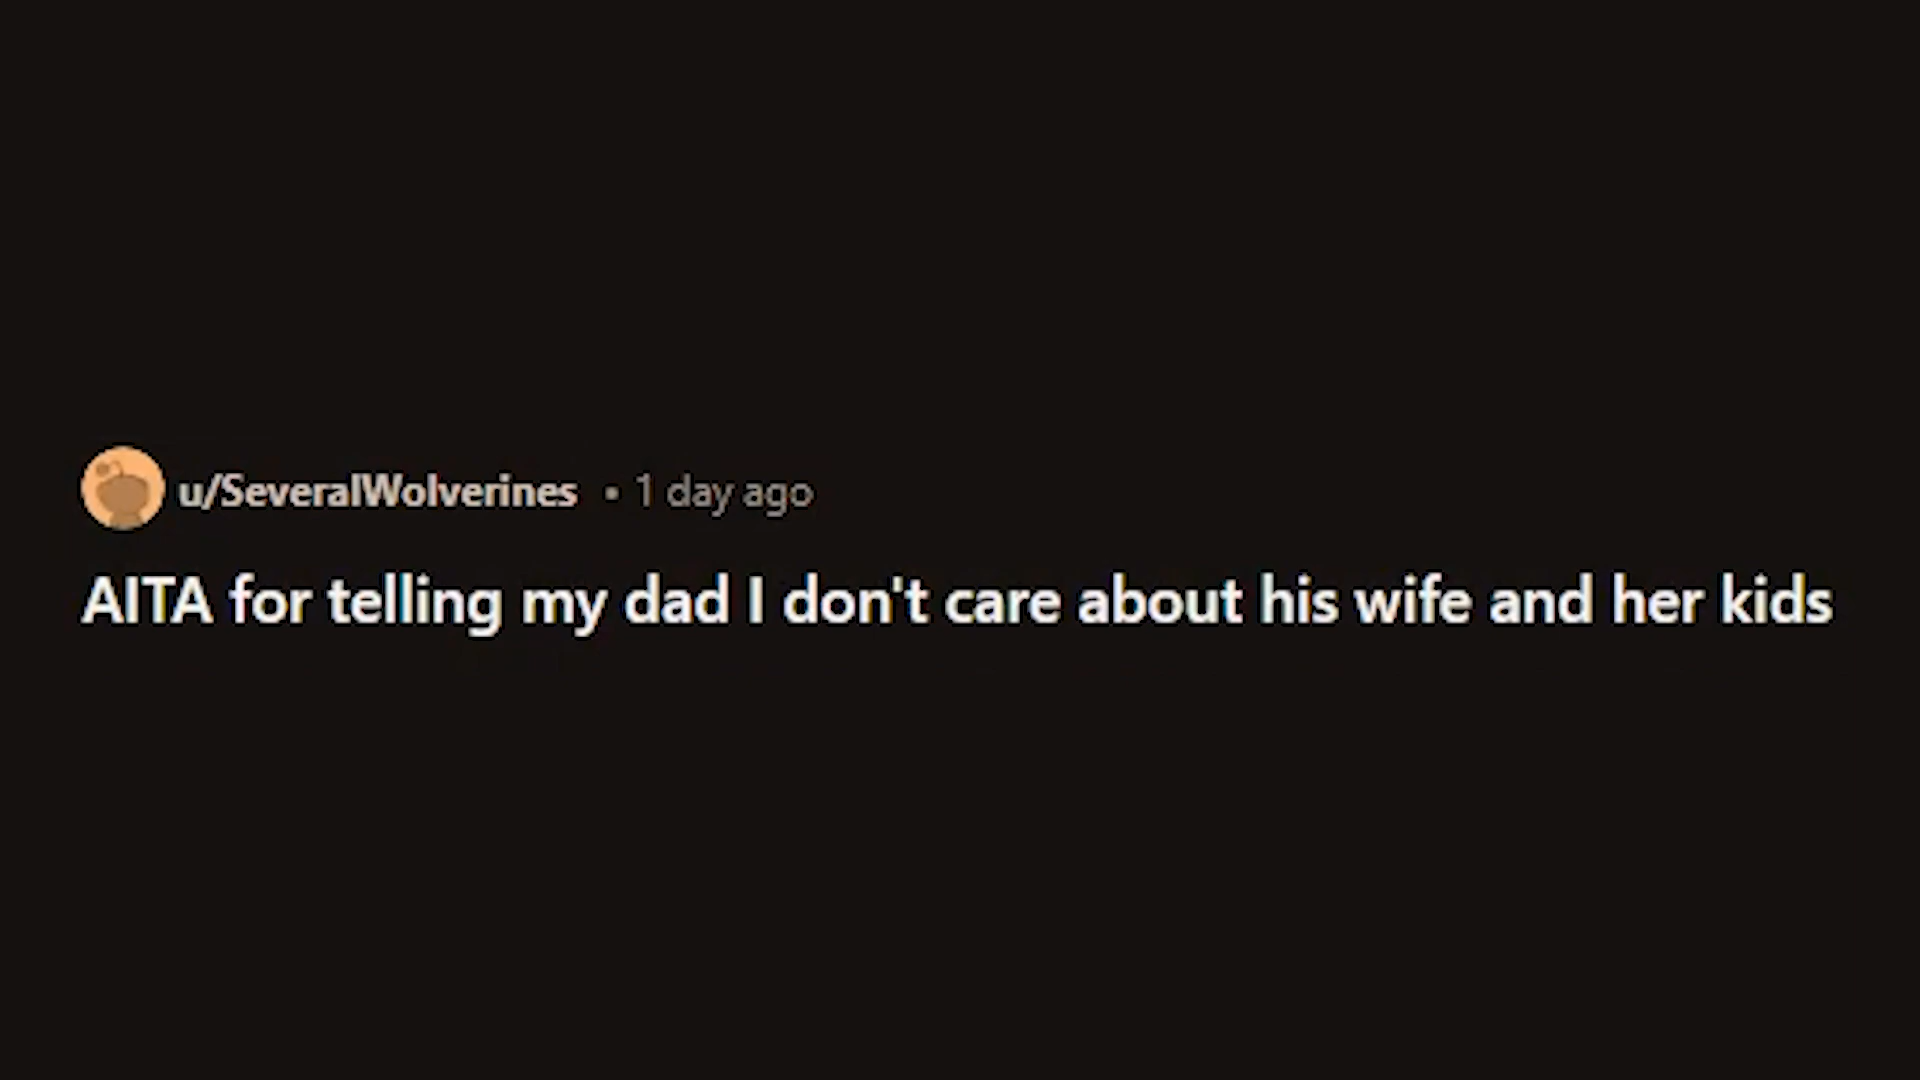 u/SeveralWolverines • 1 day ago
AITA for telling my dad I don't care about his wife and her kids